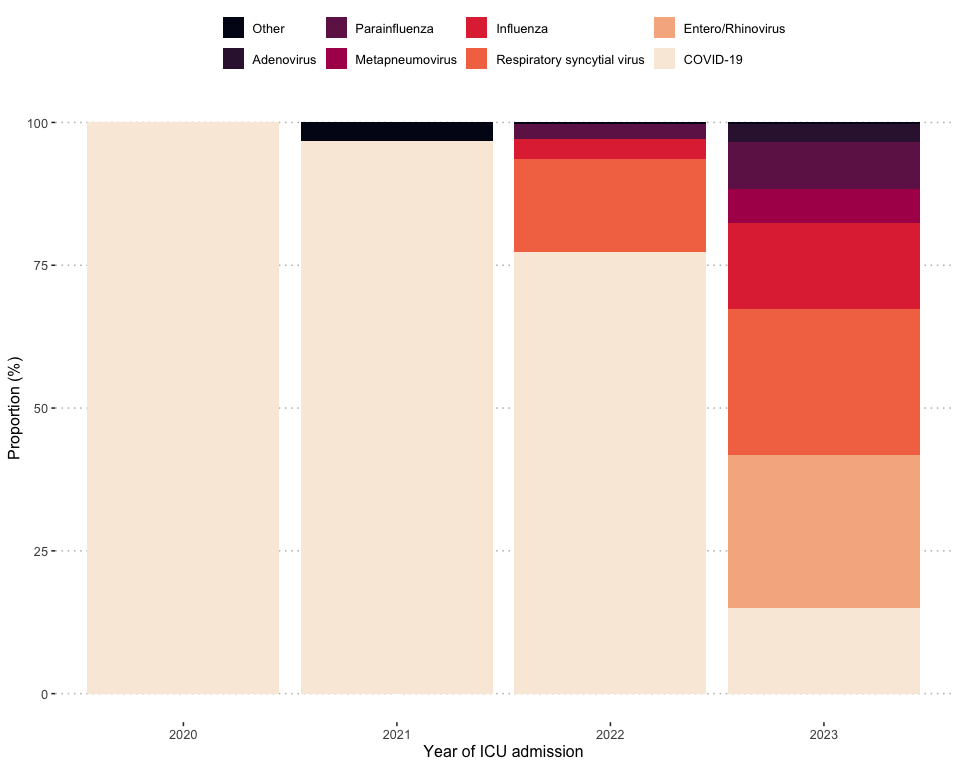 Other Parainfluenza Influenza Entero/Rhinovirus
Adenovirus Metapneumovirus Respiratory syncytial virus COVID-19
100
75
50
25
0
Proportion (%)
2020 2021 2022 2023
Year of ICU admission